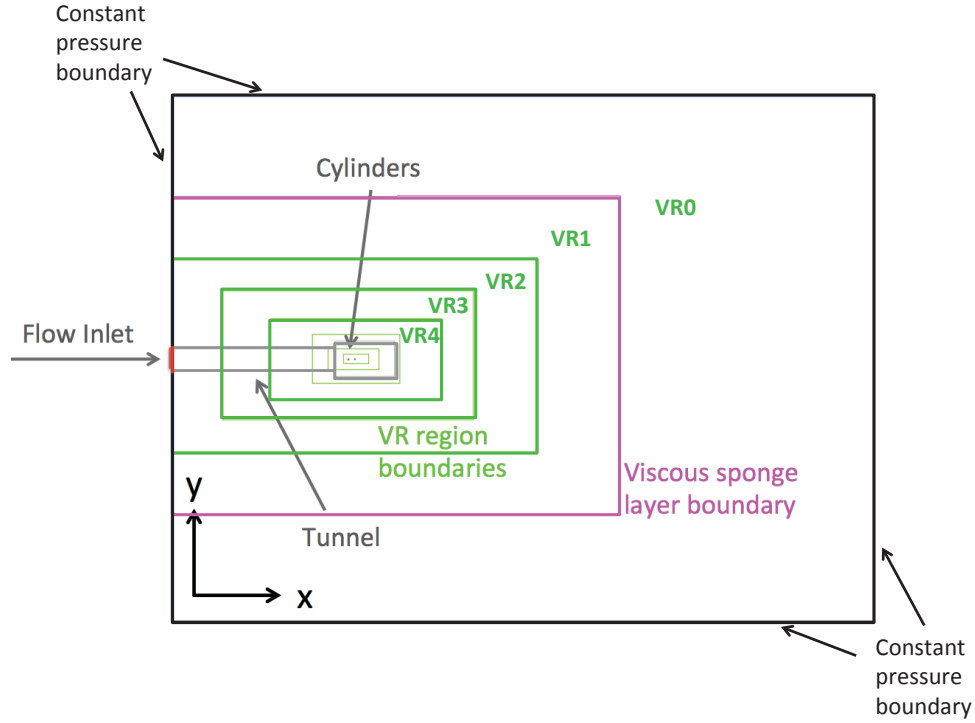 Constant
pressure
boundary
Cylinders
VR0
VR1
VR2
VR3
VR4
Flow Inlet
VR region
boundaries
Viscous sponge
layer boundary
y
Tunnel
x
Constant
pressure
boundary